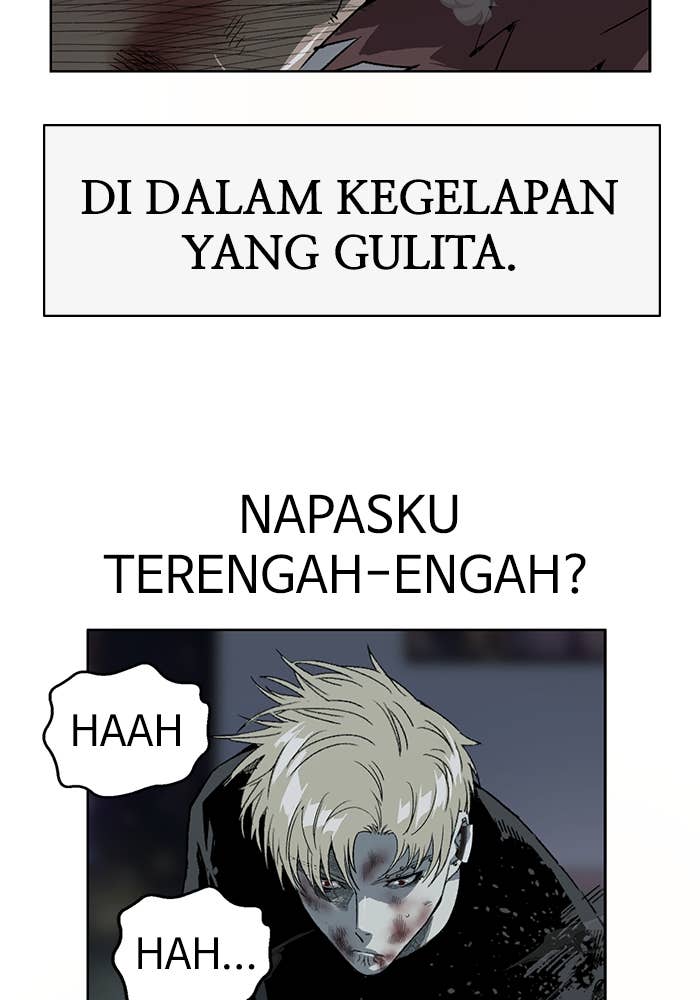 DI DALAM KEGELAPAN
YANG GULITA.
NAPASKU
TERENGAH-ENGAH?
HAAH
HAH...